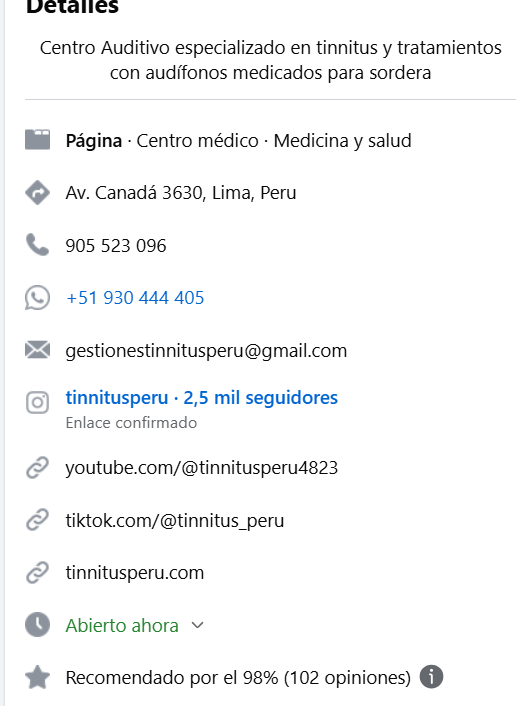 Detalles
Centro Auditivo especializado en tinnitus y tratamientos
con audífonos medicados para sordera
Página · Centro médico · Medicina y salud
Av. Canadá 3630, Lima, Peru
905 523 096
+51 930 444 405
gestionestinnitusperu@gmail.com
tinnitusperu · 2,5 mil seguidores
Enlace confirmado
youtube.com/@tinnitusperu4823
tiktok.com/@tinnitus_peru
tinnitusperu.com
Abierto ahora
Recomendado por el 98% (102 opiniones)